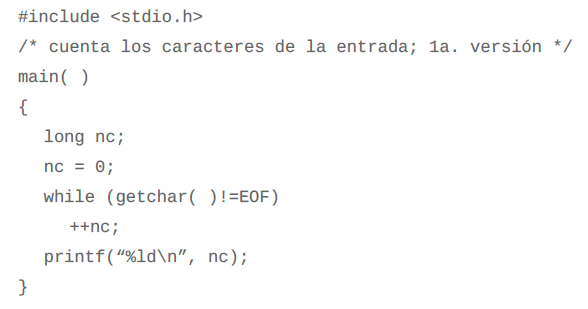 #include <stdio.h>
/* cuenta los caracteres de la entrada; 1a. versión */
main( )
{
long nc;
nc = 0;
while (getchar( )!=EOF)
++nc;
printf(“%ld\n”, nc);
}